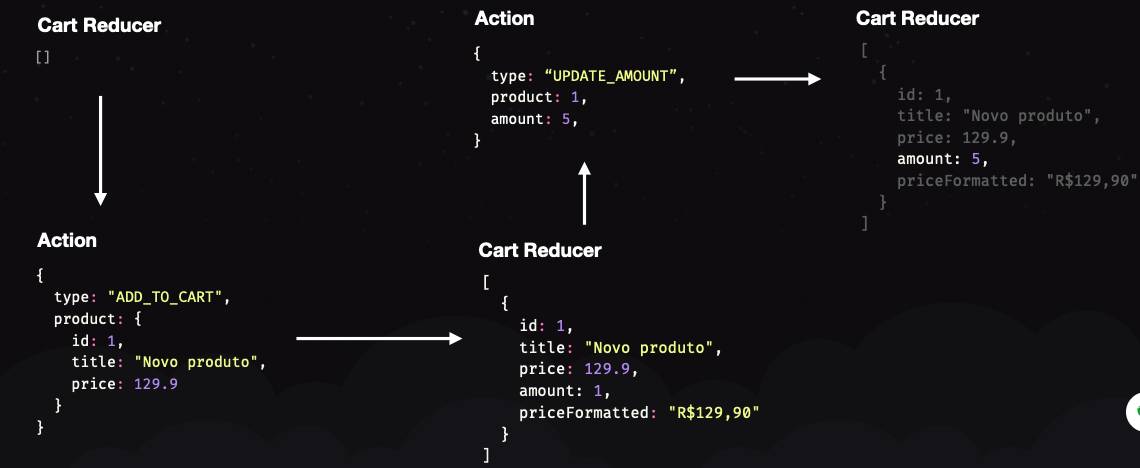 Cart Reducer
[]
Action
{
type: "ADD_TO_CART",
product: {
id: 1,
title: "Novo produto",
price: 129.9
}
}
Cart Reducer
[
{
id: 1,
title: "Novo produto",
price: 129.9,
amount: 1,
priceFormatted: "R$129,90"
}
]
Action
{
type: “UPDATE_AMOUNT”,
product: 1,
amount: 5,
}
Cart Reducer
[
{
id: 1,
title: "Novo produto",
price: 129.9,
amount: 5,
priceFormatted: "R$129,90"
}
]